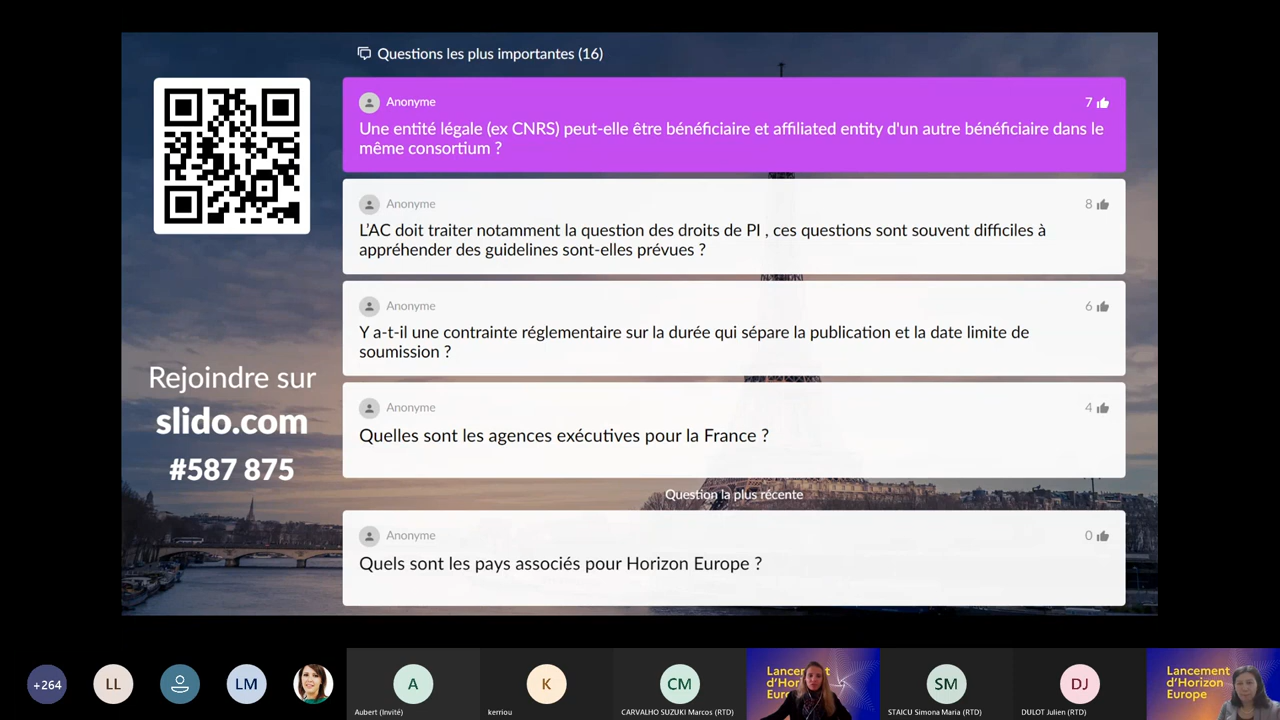 Questions les plus importantes (16)
Anonyme
7
Une entité légale (ex CNRS) peut-elle être bénéficiaire et affiliated entity d'un autre bénéficiaire dans le
même consortium ?
Anonyme
8
L'AC doit traiter notamment la question des droits de PI , ces questions sont souvent difficiles à
appréhender des guidelines sont-elles prévues ?
Anonyme
6
Y a-t-il une contrainte réglementaire sur la durée qui sépare la publication et la date limite de
soumission ?
Rejoindre sur
slido.com
#587 875
Anonyme
4
Quelles sont les agences exécutives pour la France ?
Question la plus récente
Anonyme
0
Quels sont les pays associés pour Horizon Europe ?
+264
LL
LM
A
Aubert (Invité)
K
kerriou
CM
CARVALHO SUZUKI Marcos (RTD)
Lancement
d'Horizon
Europe
SM
STAICU Simona Maria (RTD)
DJ
DULOT Julien (RTD)
Lancement
d'Horizon
Europe